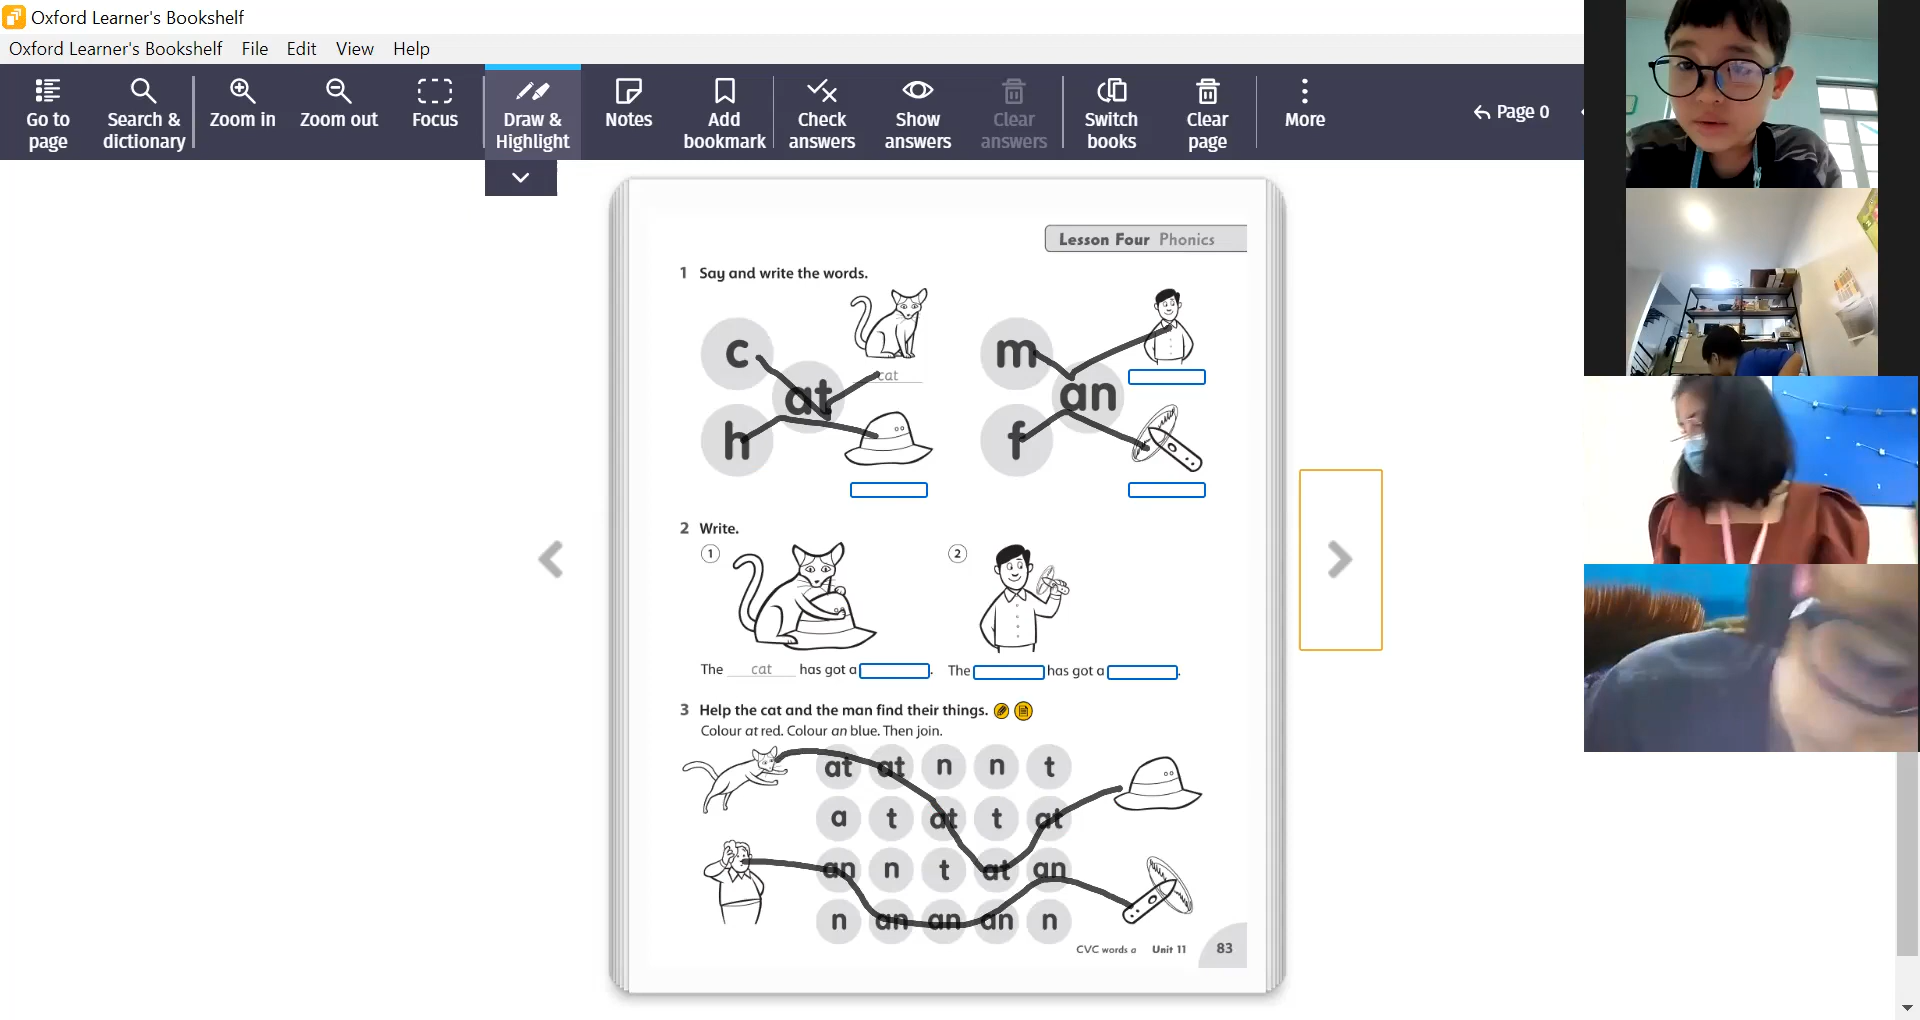 Oxford Learner's Bookshelf
Oxford Learner's Bookshelf File Edit View Help
Go to page
Search & dictionary
Zoom in
Zoom out
Focus
Draw & Highlight
Notes
Add bookmark
Check answers
Show answers
Clear answers
Switch books
Clear page
More
Page 0
Lesson Four Phonics
1 Say and write the words.
c
at
h
cat
m
an
f
2 Write.
1
2
The cat has got a .
The has got a .
3 Help the cat and the man find their things.
Colour at red. Colour an blue. Then join.
at at n n t
a t at t at
an n t at an
n an an an n
CVC words a Unit 11 83